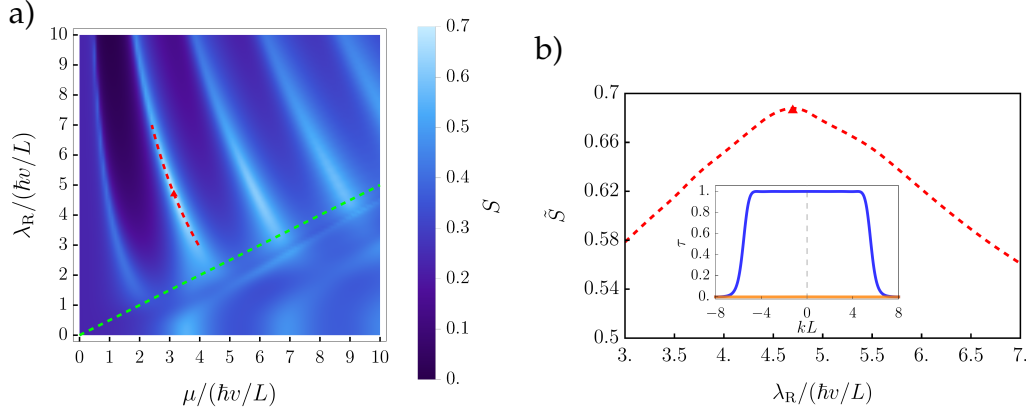 a)
λ_R/(ħv/L)
10
9
8
7
6
5
4
3
2
1
0
0 1 2 3 4 5 6 7 8 9 10
μ/(ħv/L)
0.7
0.6
0.5
0.4
0.3
0.2
0.1
0.
S
b)
S̃
0.7
0.66
0.62
0.58
0.54
0.5
3. 3.5 4. 4.5 5. 5.5 6. 6.5 7.
λ_R/(ħv/L)
τ
1.
0.8
0.6
0.4
0.2
0.
−8 −4 0 4 8
kL